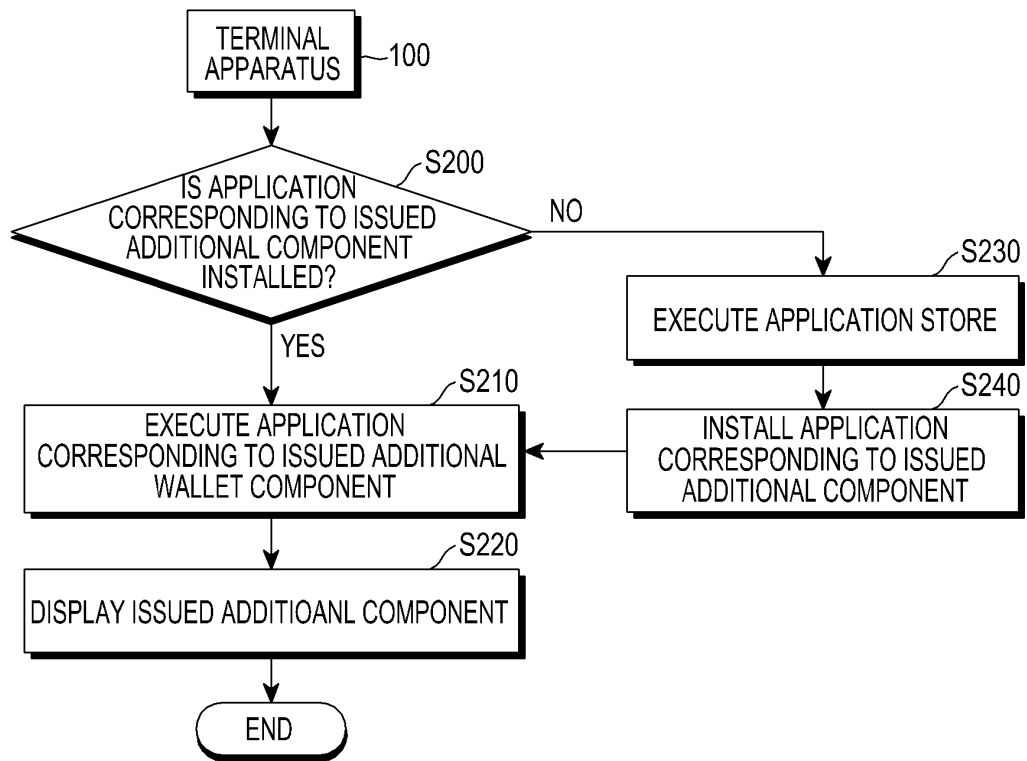 TERMINAL
APPARATUS
100
S200
IS APPLICATION
CORRESPONDING TO ISSUED
ADDITIONAL COMPONENT
INSTALLED?
NO
YES
S230
EXECUTE APPLICATION STORE
S210
EXECUTE APPLICATION
CORRESPONDING TO ISSUED ADDITIONAL
WALLET COMPONENT
S240
INSTALL APPLICATION
CORRESPONDING TO ISSUED
ADDITIONAL COMPONENT
S220
DISPLAY ISSUED ADDITIOANL COMPONENT
END